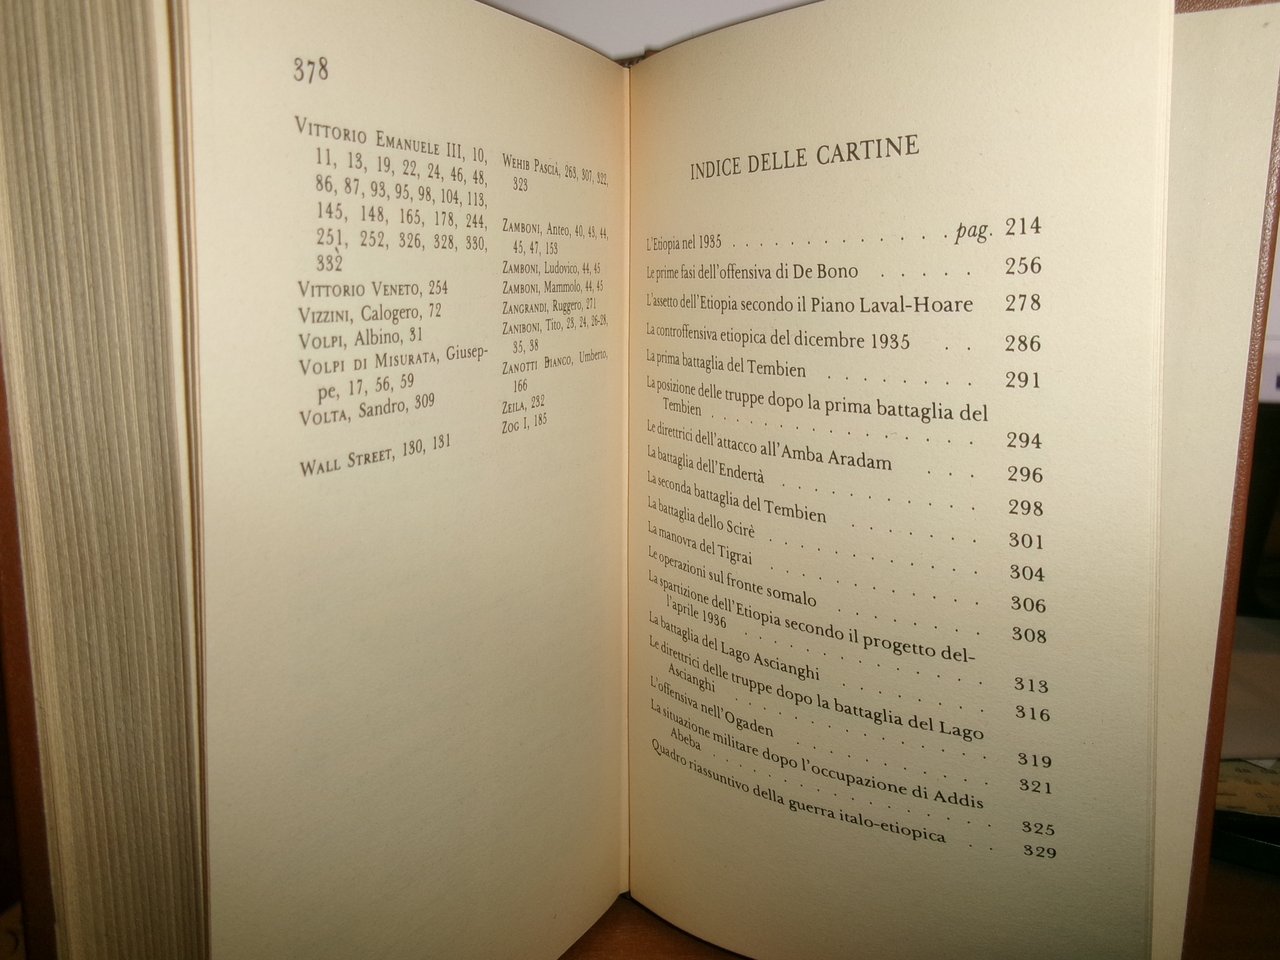 378
VITTORIO EMANUELE III, 10,
11, 13, 19, 22, 24, 46, 48,
86, 87, 93, 95, 98, 104, 113,
145, 148, 165, 178, 244,
251, 252, 326, 328, 330,
332
VITTORIO VENETO, 254
VIZZINI, Calogero, 72
VOLPI, Albino, 31
VOLPI DI MISURATA, Giusep-
pe, 17, 56, 59
VOLTA, Sandro, 309
WALL STREET, 130, 131
WEHIB PASCIÀ, 263, 307, 322,
323
ZAMBONI, Anteo, 40, 43, 44,
45, 47, 153
ZAMBONI, Ludovico, 44, 45
ZAMBONI, Mammolo, 44, 45
ZANGRANDI, Ruggero, 271
ZANIBONI, Tito, 23, 24, 26-28,
35, 38
ZANOTTI BIANCO, Umberto,
166
ZEILA, 232
ZOG I, 185
INDICE DELLE CARTINE
L'Etiopia nel 1935 . . . . . . . . . . . . . pag. 214
Le prime fasi dell'offensiva di De Bono . . . . . 256
L'assetto dell'Etiopia secondo il Piano Laval-Hoare 278
La controffensiva etiopica del dicembre 1935 . . 286
La prima battaglia del Tembien . . . . . . . . 291
La posizione delle truppe dopo la prima battaglia del
Tembien . . . . . . . . . . . . . . 294
Le direttrici dell'attacco all'Amba Aradam . . . 296
La battaglia dell'Endertà . . . . . . . . . . 298
La seconda battaglia del Tembien . . . . . . 301
La battaglia dello Scirè . . . . . . . . . . 304
La manovra del Tigrai . . . . . . . . . . 306
Le operazioni sul fronte somalo . . . . . . . 308
La spartizione dell'Etiopia secondo il progetto del-
l'aprile 1936 . . . . . . . . . . . . . 313
La battaglia del Lago Ascianghi . . . . . . . 316
Le direttrici delle truppe dopo la battaglia del Lago
Ascianghi . . . . . . . . . . . . . 319
L'offensiva nell'Ogaden . . . . . . . . . . 321
La situazione militare dopo l'occupazione di Addis
Abeba . . . . . . . . . . . . . . 325
Quadro riassuntivo della guerra italo-etiopica . . 329